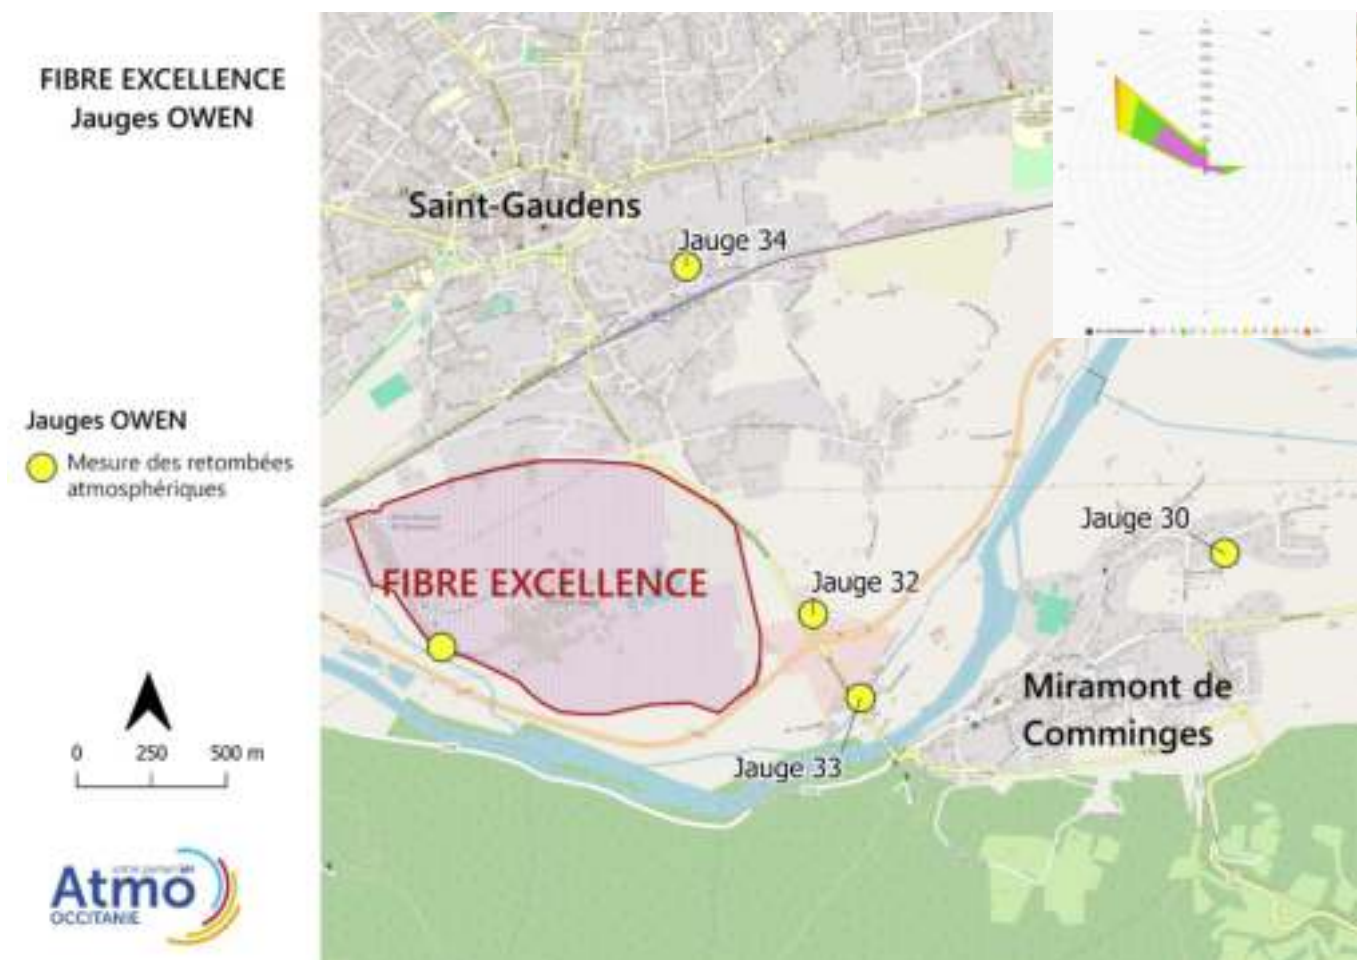 FIBRE EXCELLENCE
Jauges OWEN
Saint-Gaudens
Jauge 34
Jauges OWEN
Mesure des retombées
atmosphériques
Jauge 30
FIBRE EXCELLENCE
Jauge 32
Miramont de
Comminges
Jauge 33
0 250 500 m
Atmo
OCCITANIE